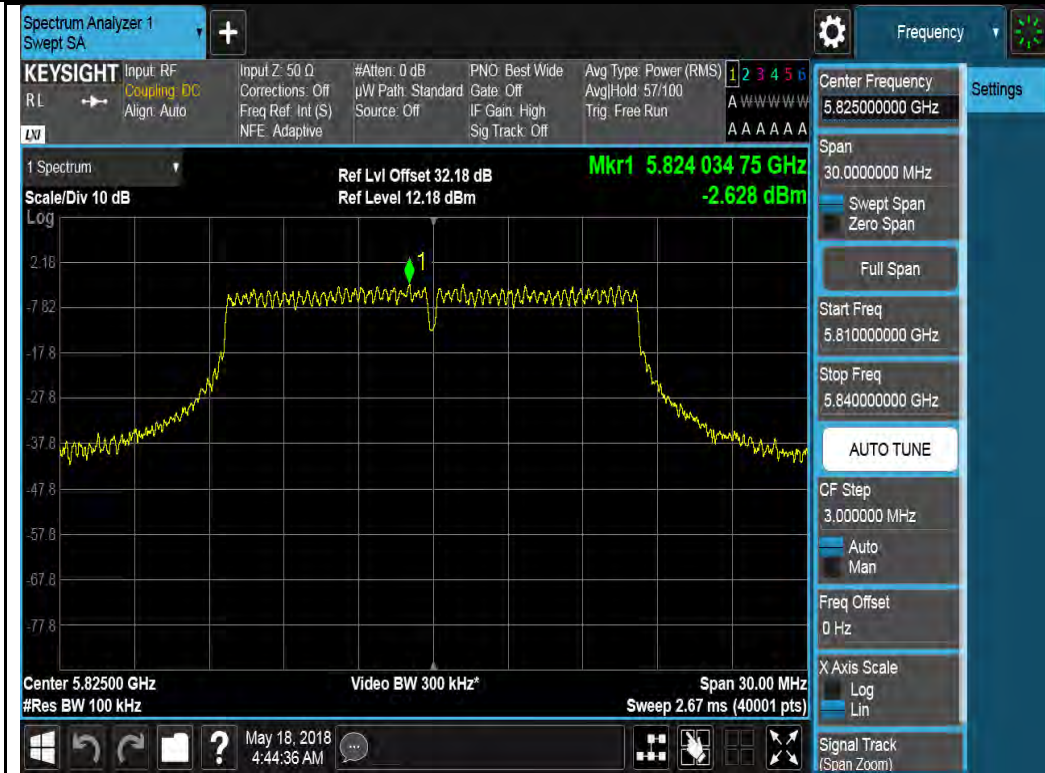 Spectrum Analyzer 1
Swept SA
+
Frequency
KEYSIGHT
RL
LXI
Input: RF
Coupling: DC
Align: Auto
Input Z: 50 Ω
Corrections: Off
Freq Ref: Int (S)
NFE: Adaptive
#Atten: 0 dB
µW Path: Standard
Source: Off
PNO: Best Wide
Gate: Off
IF Gain: High
Sig Track: Off
Avg Type: Power (RMS)
Avg|Hold: 57/100
Trig: Free Run
1 2 3 4 5 6
A W W W W W
A A A A A A
Center Frequency
5.825000000 GHz
Settings
Span
30.0000000 MHz
Swept Span
Zero Span
Full Span
Start Freq
5.810000000 GHz
Stop Freq
5.840000000 GHz
AUTO TUNE
CF Step
3.000000 MHz
Auto
Man
Freq Offset
0 Hz
X Axis Scale
Log
Lin
Signal Track
(Span Zoom)
1 Spectrum
Scale/Div 10 dB
Log
Ref Lvl Offset 32.18 dB
Ref Level 12.18 dBm
Mkr1 5.824 034 75 GHz
-2.628 dBm
1
2.18
-7.82
-17.8
-27.8
-37.8
-47.8
-57.8
-67.8
-77.8
Center 5.82500 GHz
#Res BW 100 kHz
Video BW 300 kHz*
Span 30.00 MHz
Sweep 2.67 ms (40001 pts)
?
May 18, 2018
4:44:36 AM